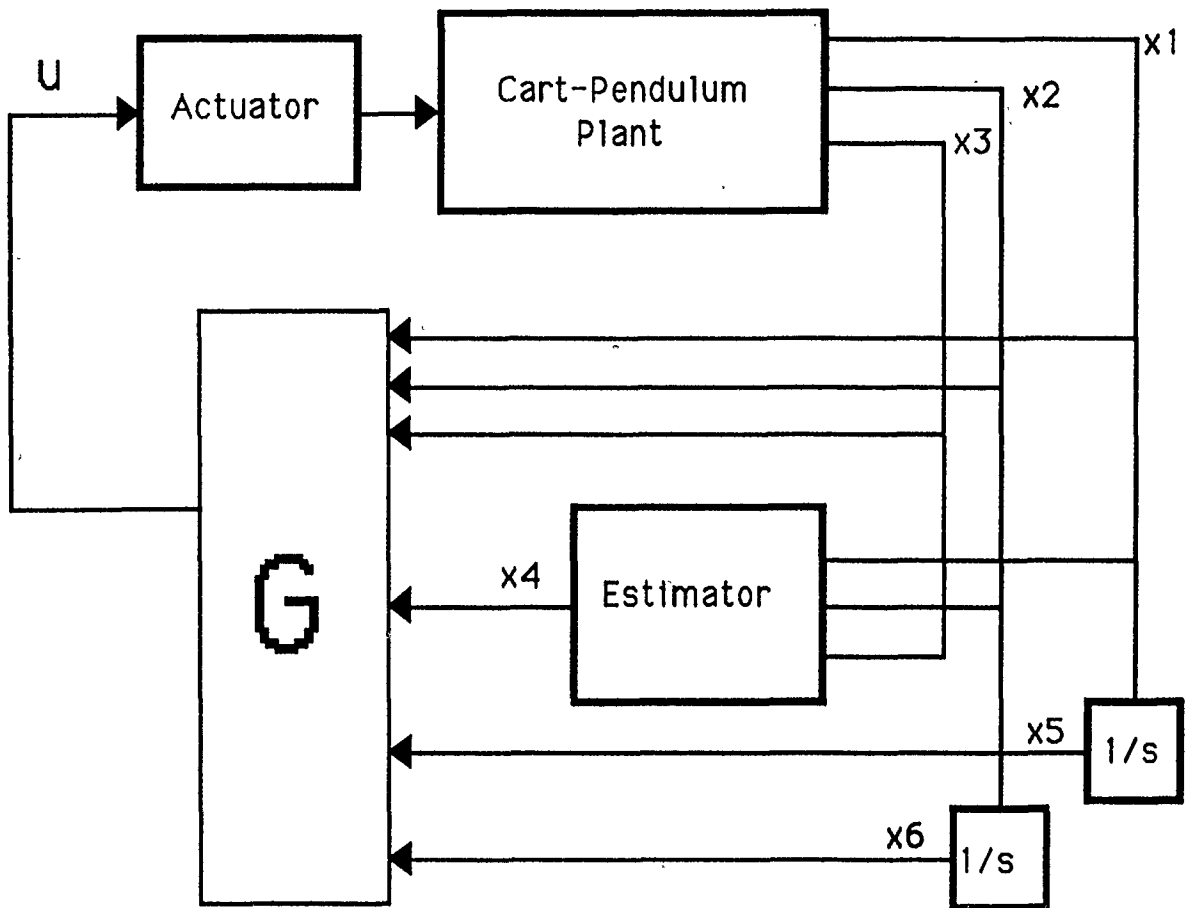 u
Actuator
Cart-Pendulum
Plant
x1
x2
x3
G
x4
Estimator
x5
1/s
x6
1/s